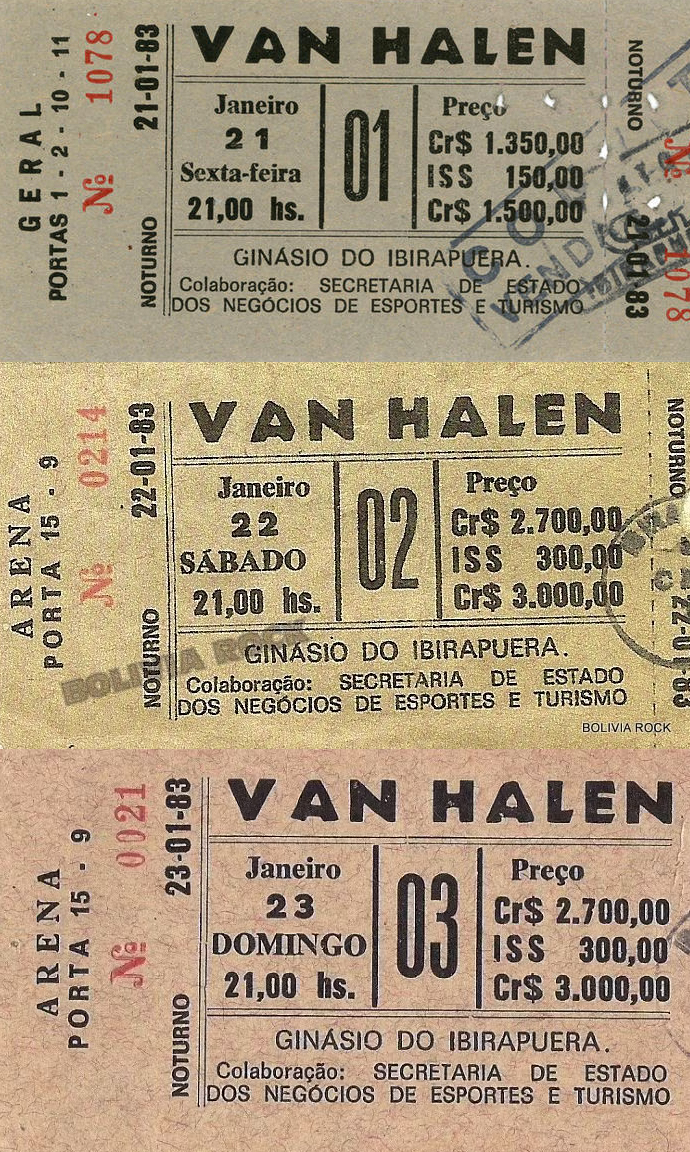 GERAL
PORTAS 1 - 2 - 10 - 11
Nº 1078
21-01-83
NOTURNO
VAN HALEN
Janeiro
21
Sexta-feira
21,00 hs.
01
Preço
Cr$ 1.350,00
ISS 150,00
Cr$ 1.500,00
GINÁSIO DO IBIRAPUERA.
Colaboração: SECRETARIA DE ESTADO
DOS NEGÓCIOS DE ESPORTES E TURISMO
NOTURNO
21-01-83
Nº
1078
ARENA
PORTA 15 - 9
Nº 0214
22-01-83
NOTURNO
VAN HALEN
Janeiro
22
SÁBADO
21,00 hs.
02
Preço
Cr$ 2.700,00
ISS 300,00
Cr$ 3.000,00
GINÁSIO DO IBIRAPUERA.
Colaboração: SECRETARIA DE ESTADO
DOS NEGÓCIOS DE ESPORTES E TURISMO
NOTURNO
22-01-83
BOLIVIA ROCK
BOLIVIA ROCK
ARENA
PORTA 15 - 9
Nº 0021
23-01-83
NOTURNO
VAN HALEN
Janeiro
23
DOMINGO
21,00 hs.
03
Preço
Cr$ 2.700,00
ISS 300,00
Cr$ 3.000,00
GINÁSIO DO IBIRAPUERA.
Colaboração: SECRETARIA DE ESTADO
DOS NEGÓCIOS DE ESPORTES E TURISMO